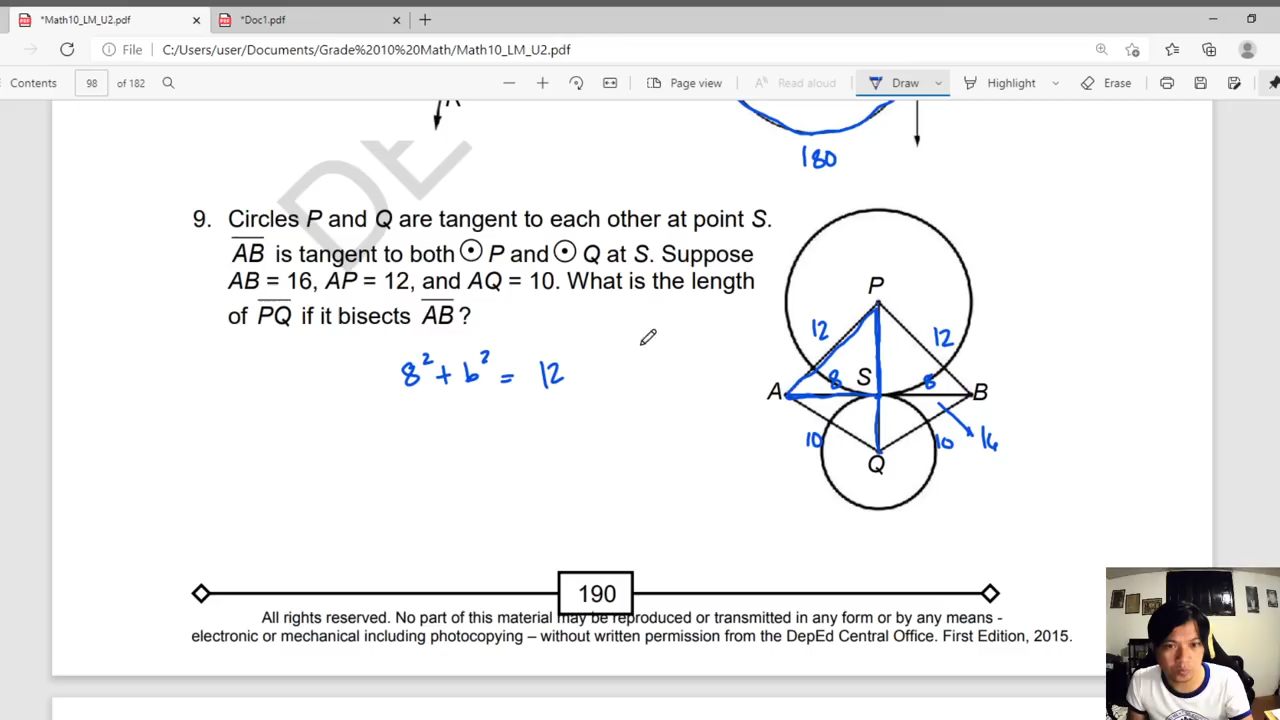 *Math10_LM_U2.pdf
*Doc1.pdf
File C:/Users/user/Documents/Grade%2010%20Math/Math10_LM_U2.pdf
Contents 98 of 182 Page view Read aloud Draw Highlight Erase
180
DE
9. Circles P and Q are tangent to each other at point S.
AB is tangent to both ⊙ P and ⊙ Q at S. Suppose
AB = 16, AP = 12, and AQ = 10. What is the length
of PQ if it bisects AB?
8² + b² = 12
P
12 12
A 8 S 8 B
10 10 16
Q
190
All rights reserved. No part of this material may be reproduced or transmitted in any form or by any means -
electronic or mechanical including photocopying – without written permission from the DepEd Central Office. First Edition, 2015.